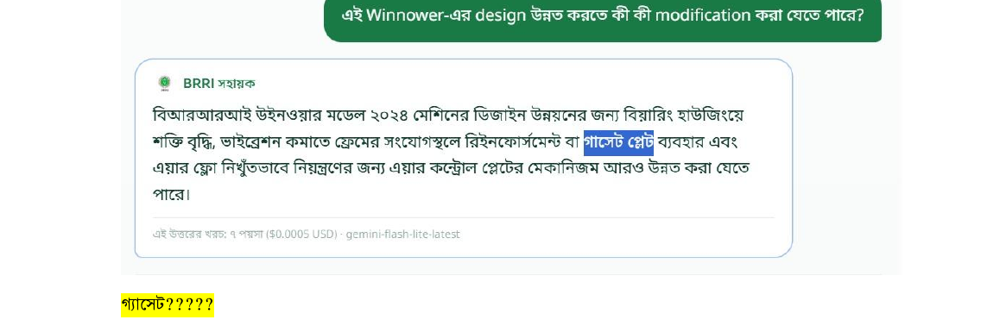 এই Winnower-এর design উন্নত করতে কী কী modification করা যেতে পারে?
BRRI সহায়ক
বিআরআরআই উইনওয়ার মডেল ২০২৪ মেশিনের ডিজাইন উন্নয়নের জন্য বিয়ারিং হাউজিংয়ে
শক্তি বৃদ্ধি, ভাইব্রেশন কমাতে ফ্রেমের সংযোগস্থলে রিইনফোর্সমেন্ট বা গাসেট প্লেট ব্যবহার এবং
এয়ার ফ্লো নিখুঁতভাবে নিয়ন্ত্রণের জন্য এয়ার কন্ট্রোল প্লেটের মেকানিজম আরও উন্নত করা যেতে
পারে।
এই উত্তরের খরচ: ৭ পয়সা ($0.0005 USD) · gemini-flash-lite-latest
গ্যাসেট?????